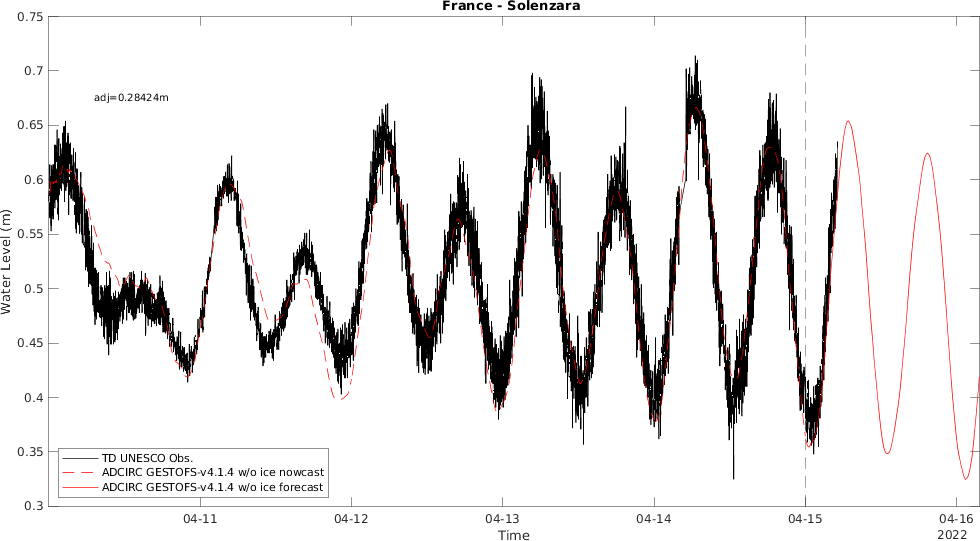 France - Solenzara
adj=0.28424m
Water Level (m)
0.75
0.7
0.65
0.6
0.55
0.5
0.45
0.4
0.35
0.3
TD UNESCO Obs.
ADCIRC GESTOFS-v4.1.4 w/o ice nowcast
ADCIRC GESTOFS-v4.1.4 w/o ice forecast
04-11 04-12 04-13 04-14 04-15 04-16
Time 2022